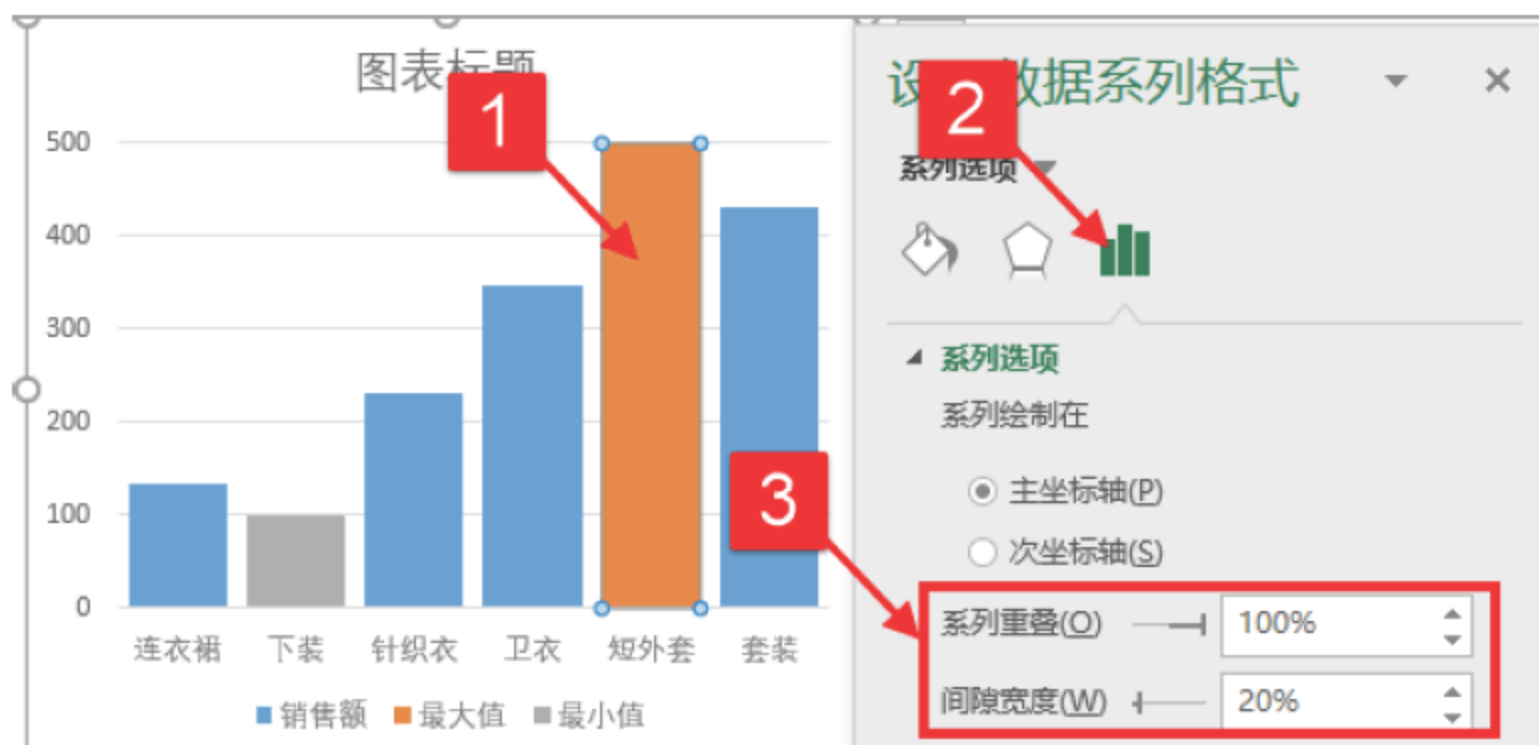 图表标题
1
500
400
300
200
100
0
连衣裙 下装 针织衣 卫衣 短外套 套装
销售额 最大值 最小值
设 数据系列格式
2
系列选项
系列选项
系列绘制在
主坐标轴(P)
次坐标轴(S)
3
系列重叠(O) 100%
间隙宽度(W) 20%